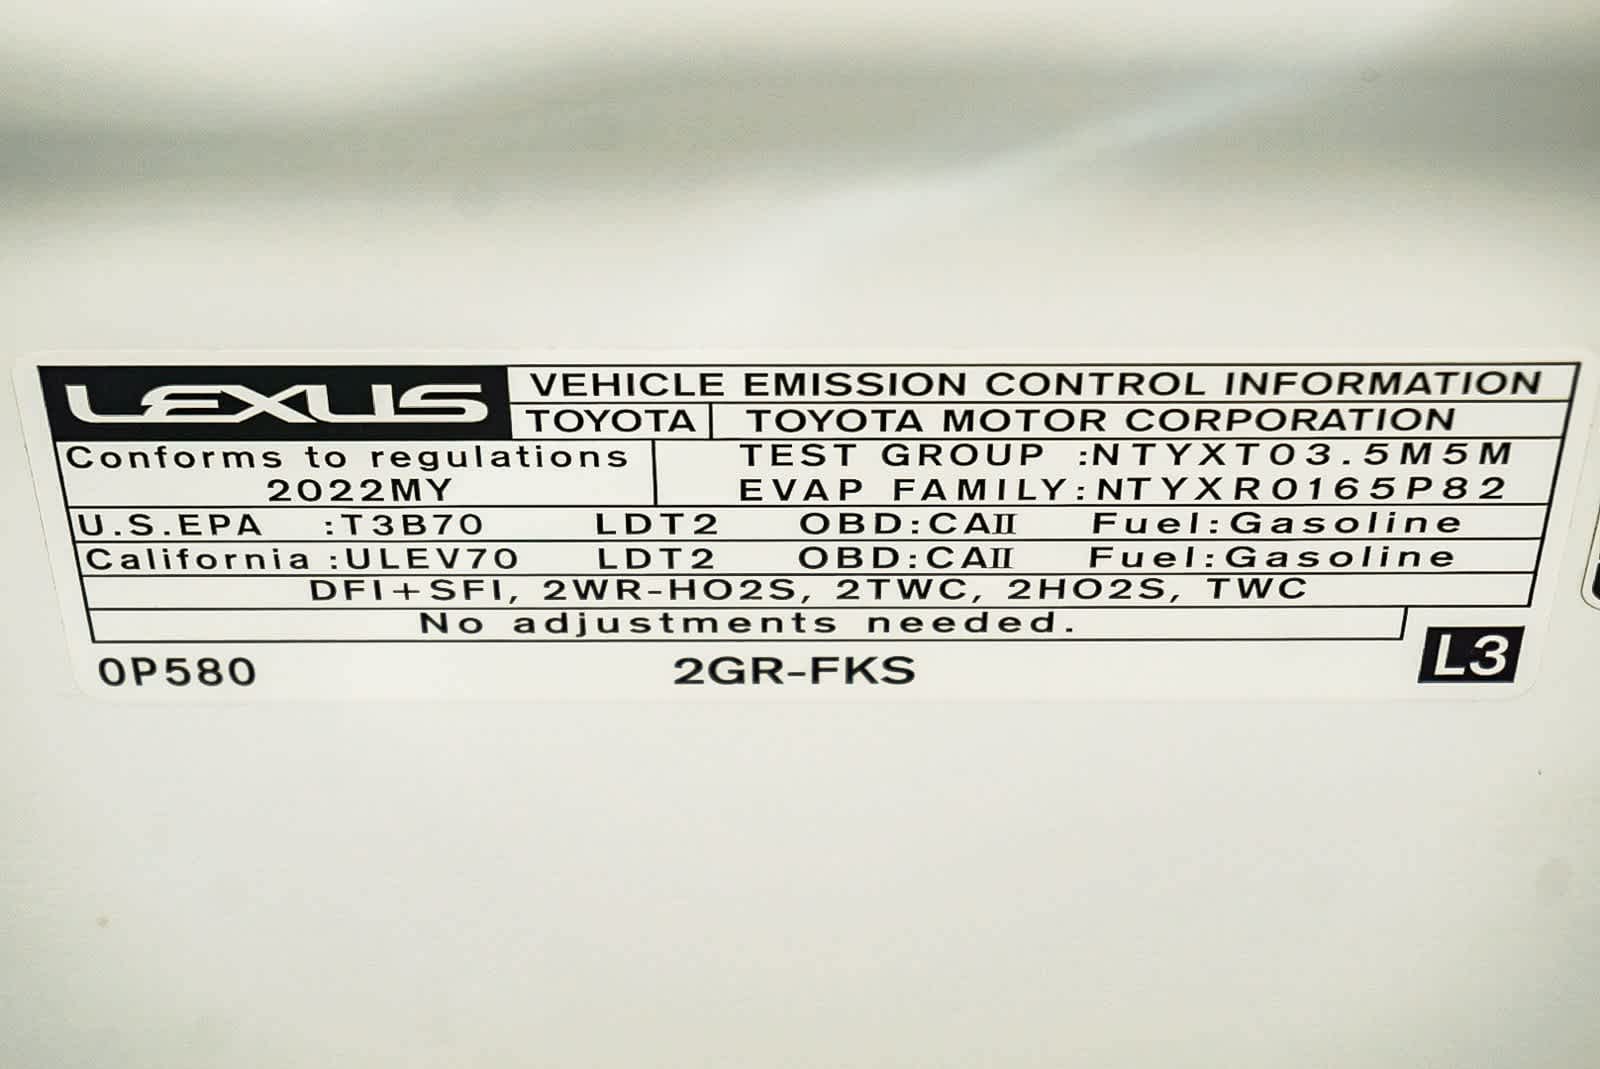 LEXUS VEHICLE EMISSION CONTROL INFORMATION
TOYOTA TOYOTA MOTOR CORPORATION
Conforms to regulations TEST GROUP :NTYXT03.5M5M
2022MY EVAP FAMILY:NTYXR0165P82
U.S.EPA :T3B70 LDT2 OBD:CAII Fuel:Gasoline
California :ULEV70 LDT2 OBD:CAII Fuel:Gasoline
DFI+SFI, 2WR-HO2S, 2TWC, 2HO2S, TWC
No adjustments needed.
0P580 2GR-FKS L3